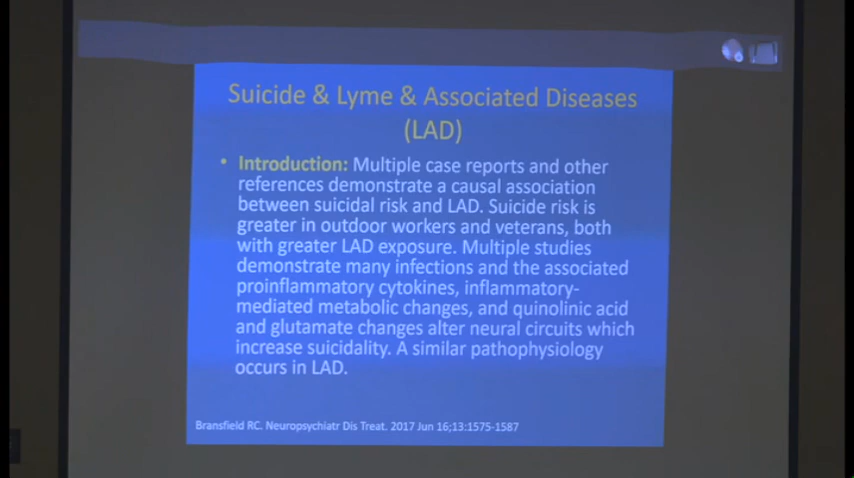 Suicide & Lyme & Associated Diseases
(LAD)
• Introduction: Multiple case reports and other
references demonstrate a causal association
between suicidal risk and LAD. Suicide risk is
greater in outdoor workers and veterans, both
with greater LAD exposure. Multiple studies
demonstrate many infections and the associated
proinflammatory cytokines, inflammatory-
mediated metabolic changes, and quinolinic acid
and glutamate changes alter neural circuits which
increase suicidality. A similar pathophysiology
occurs in LAD.
Bransfield RC. Neuropsychiatr Dis Treat. 2017 Jun 16;13:1575-1587